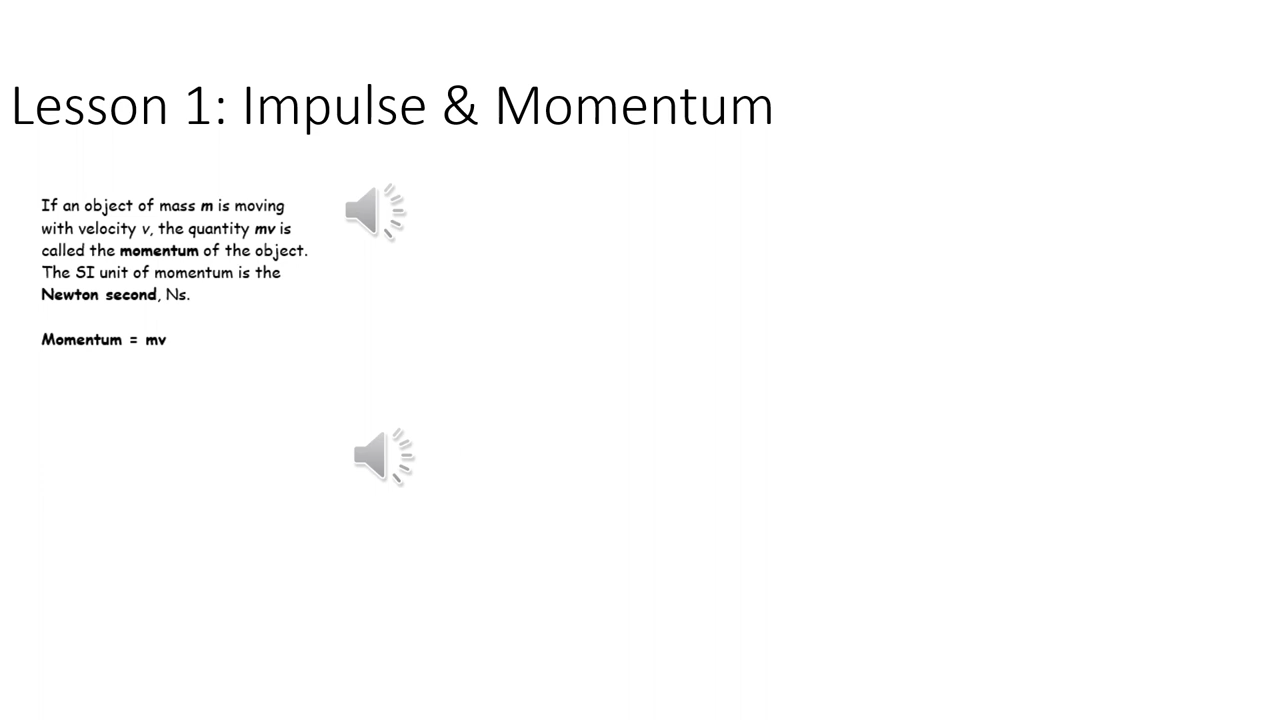 Lesson 1: Impulse & Momentum
If an object of mass m is moving
with velocity v, the quantity mv is
called the momentum of the object.
The SI unit of momentum is the
Newton second, Ns.
Momentum = mv